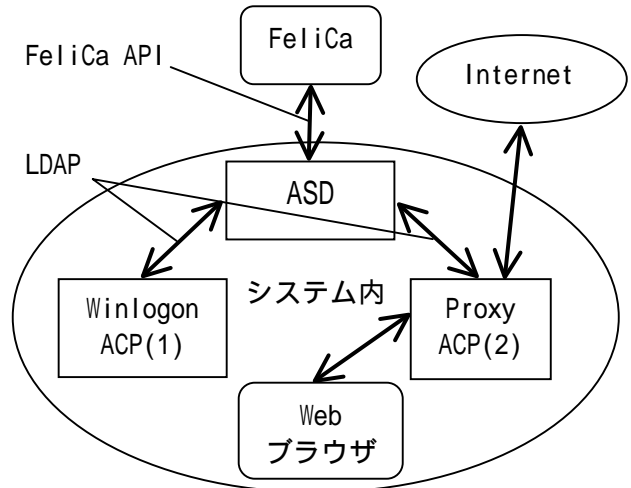 FeliCa
FeliCa API
Internet
LDAP
ASD
Winlogon
ACP(1)
システム内
Proxy
ACP(2)
Web
ブラウザ